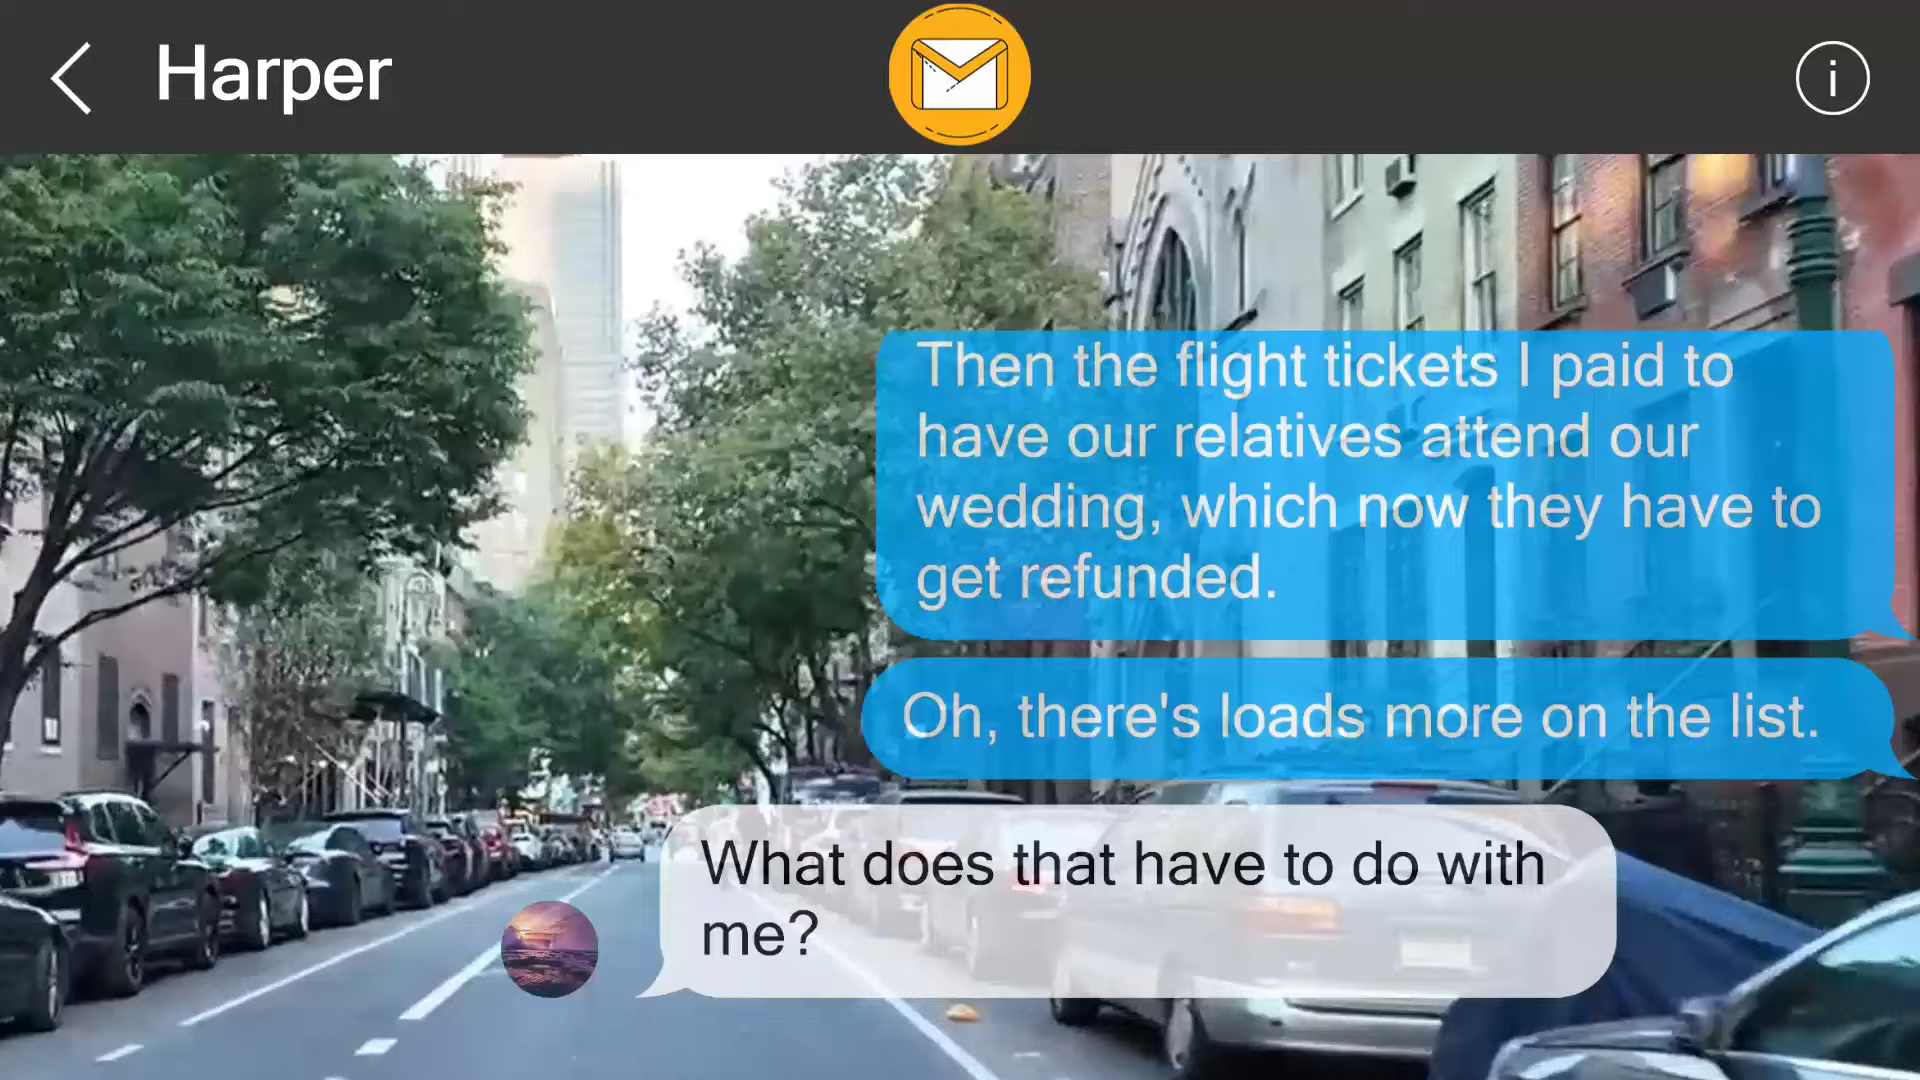 Harper
Then the flight tickets I paid to
have our relatives attend our
wedding, which now they have to
get refunded.
Oh, there's loads more on the list.
What does that have to do with
me?